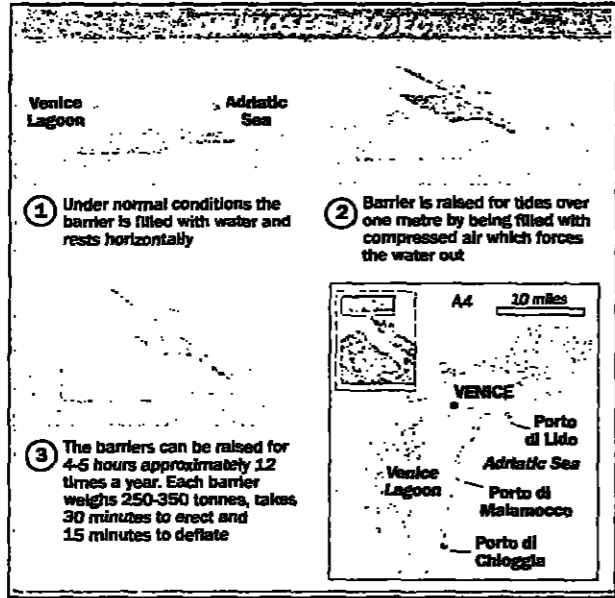 THE MOSE PROJECT
Venice
Lagoon
Adriatic
Sea
1 Under normal conditions the
barrier is filled with water and
rests horizontally
2 Barrier is raised for tides over
one metre by being filled with
compressed air which forces
the water out
3 The barriers can be raised for
4-5 hours approximately 12
times a year. Each barrier
weighs 250-350 tonnes, takes
30 minutes to erect and
15 minutes to deflate
A4
10 miles
VENICE
Porto
di Lido
Adriatic Sea
Venice
Lagoon
Porto di
Malamocco
Porto di
Chioggia